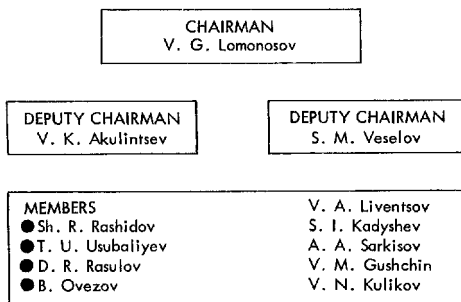 CHAIRMAN
V. G. Lomonosov
DEPUTY CHAIRMAN
V. K. Akulintsev
DEPUTY CHAIRMAN
S. M. Veselov
MEMBERS
● Sh. R. Rashidov
● T. U. Usubaliyev
● D. R. Rasulov
● B. Ovezov
V. A. Liventsov
S. I. Kadyshev
A. A. Sarkisov
V. M. Gushchin
V. N. Kulikov